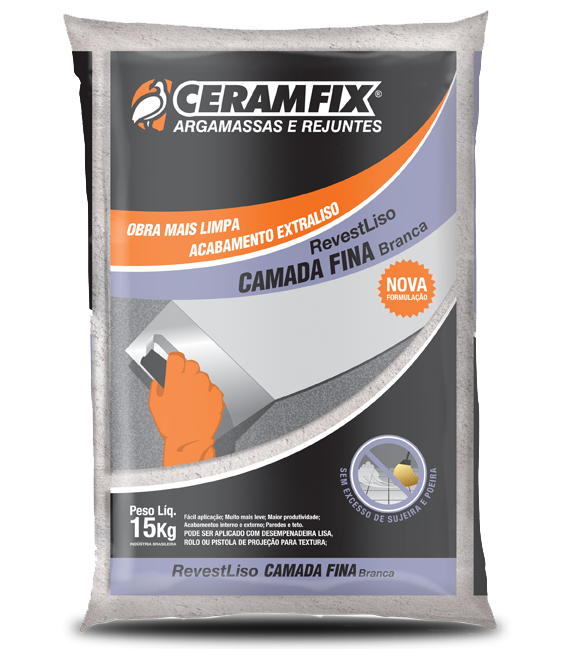 CERAMFIX®
ARGAMASSAS E REJUNTES
OBRA MAIS LIMPA
ACABAMENTO EXTRALISO
RevestLiso
CAMADA FINA Branca
NOVA
FORMULAÇÃO
SEM EXCESSO DE SUJEIRA E POEIRA
Peso Líq.
15Kg
INDÚSTRIA BRASILEIRA
Fácil aplicação; Muito mais leve; Maior produtividade;
Acabamentos interno e externo; Paredes e teto.
PODE SER APLICADO COM DESEMPENADEIRA LISA,
ROLO OU PISTOLA DE PROJEÇÃO PARA TEXTURA;
RevestLiso CAMADA FINA Branca